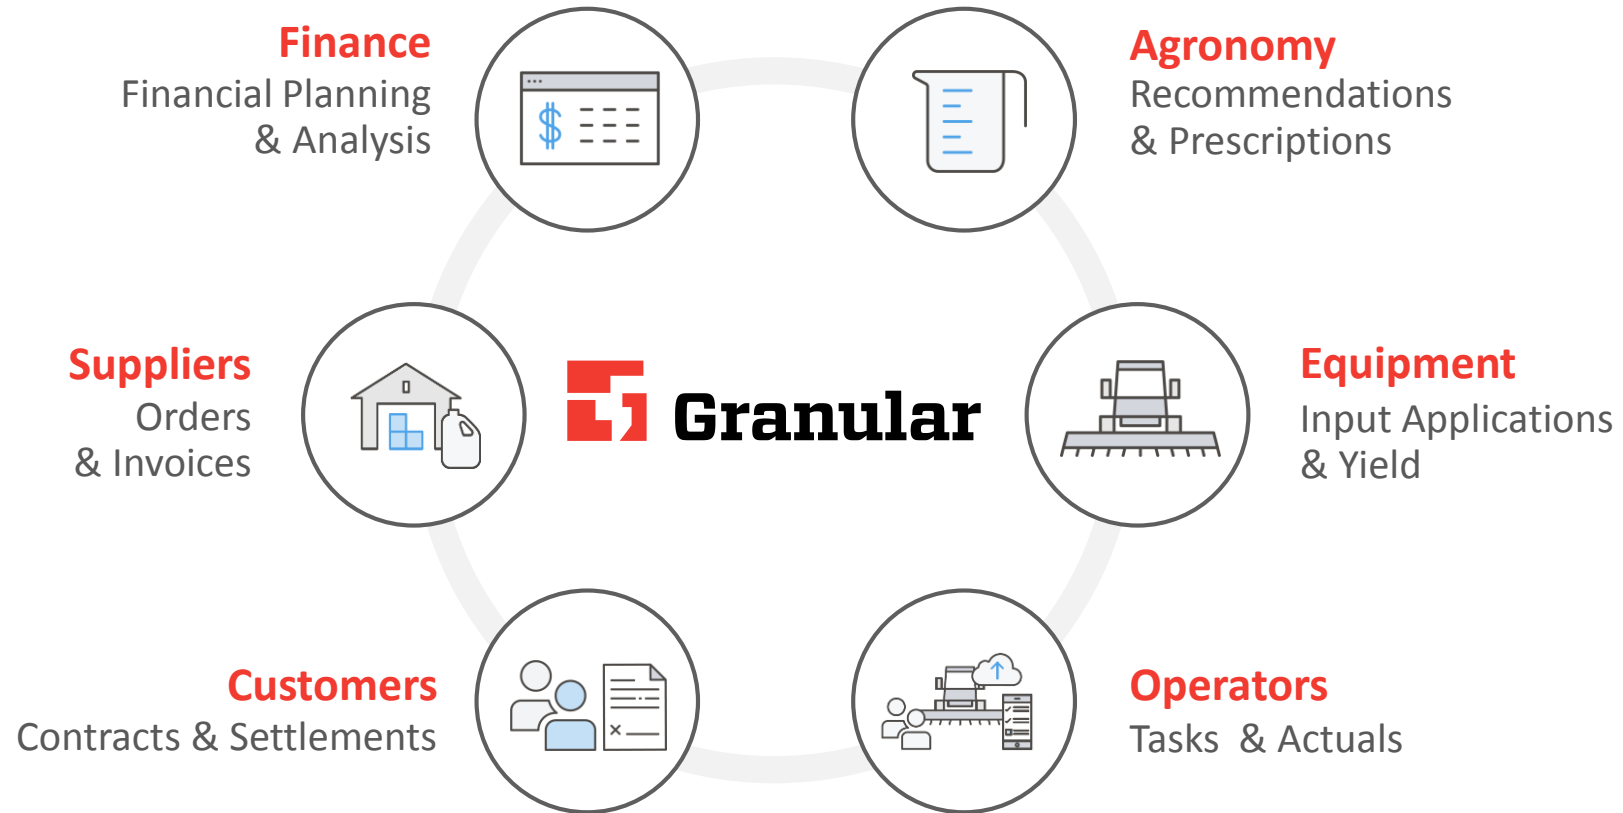 Finance
Financial Planning
& Analysis
Agronomy
Recommendations
& Prescriptions
$
Suppliers
Orders
& Invoices
Granular
Equipment
Input Applications
& Yield
Customers
Contracts & Settlements
Operators
Tasks & Actuals